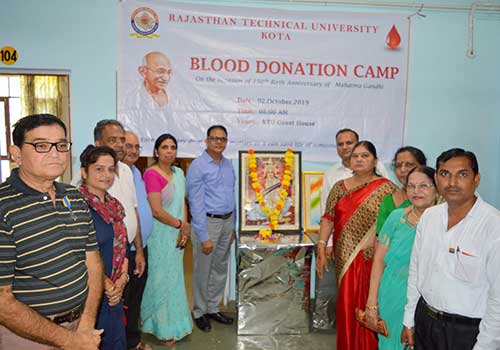 RAJASTHAN TECHNICAL UNIVERSITY
KOTA
104
BLOOD DONATION CAMP
On the occasion of 150th Birth Anniversary of Mahatma Gandhi
Date: 02.October.2019
Time: 09:00 AM
Venue: RTU Guest House